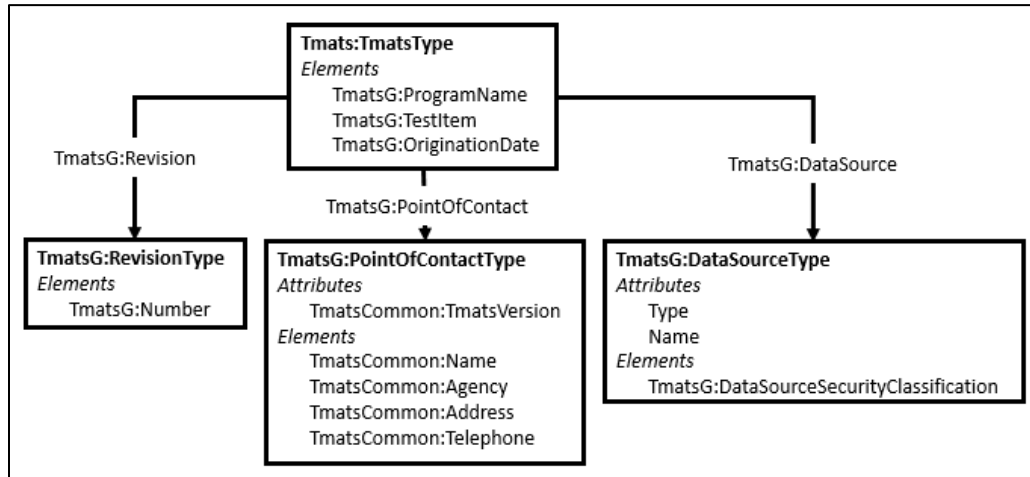 Tmats:TmatsType
Elements
TmatsG:ProgramName
TmatsG:TestItem
TmatsG:OriginationDate
TmatsG:Revision
TmatsG:PointOfContact
TmatsG:DataSource
TmatsG:RevisionType
Elements
TmatsG:Number
TmatsG:PointOfContactType
Attributes
TmatsCommon:TmatsVersion
Elements
TmatsCommon:Name
TmatsCommon:Agency
TmatsCommon:Address
TmatsCommon:Telephone
TmatsG:DataSourceType
Attributes
Type
Name
Elements
TmatsG:DataSourceSecurityClassification